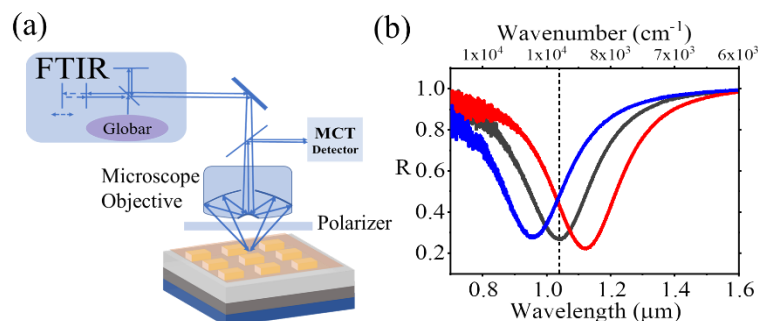 (a)
FTIR
Globar
MCT
Detector
Microscope
Objective
Polarizer
(b)
Wavenumber (cm⁻¹)
1x10⁴ 1x10⁴ 8x10³ 7x10³ 6x10³
1.0
0.8
R 0.6
0.4
0.2
0.8 1.0 1.2 1.4 1.6
Wavelength (μm)